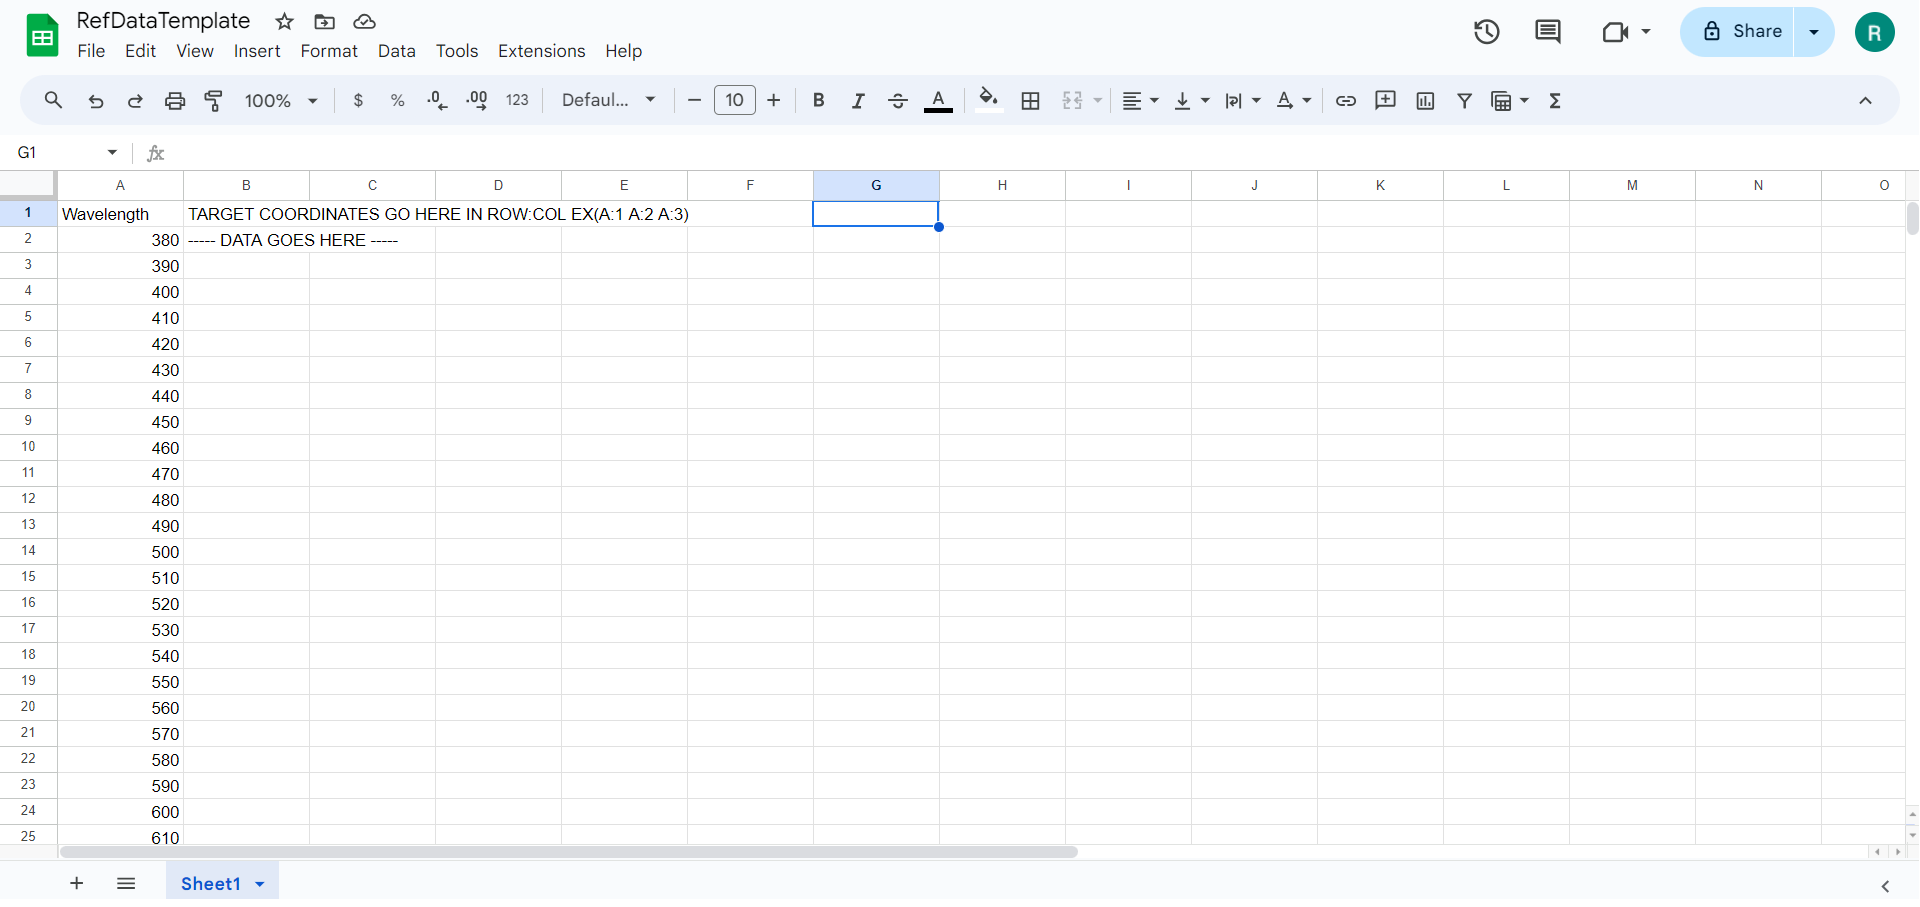 RefDataTemplate
File Edit View Insert Format Data Tools Extensions Help
Share
R
100% $ % .0 .00 123 Defaul... 10 B I S A A Σ
G1 fx
A B C D E F G H I J K L M N O
1 Wavelength TARGET COORDINATES GO HERE IN ROW:COL EX(A:1 A:2 A:3)
2 380 ----- DATA GOES HERE -----
3 390
4 400
5 410
6 420
7 430
8 440
9 450
10 460
11 470
12 480
13 490
14 500
15 510
16 520
17 530
18 540
19 550
20 560
21 570
22 580
23 590
24 600
25 610
Sheet1